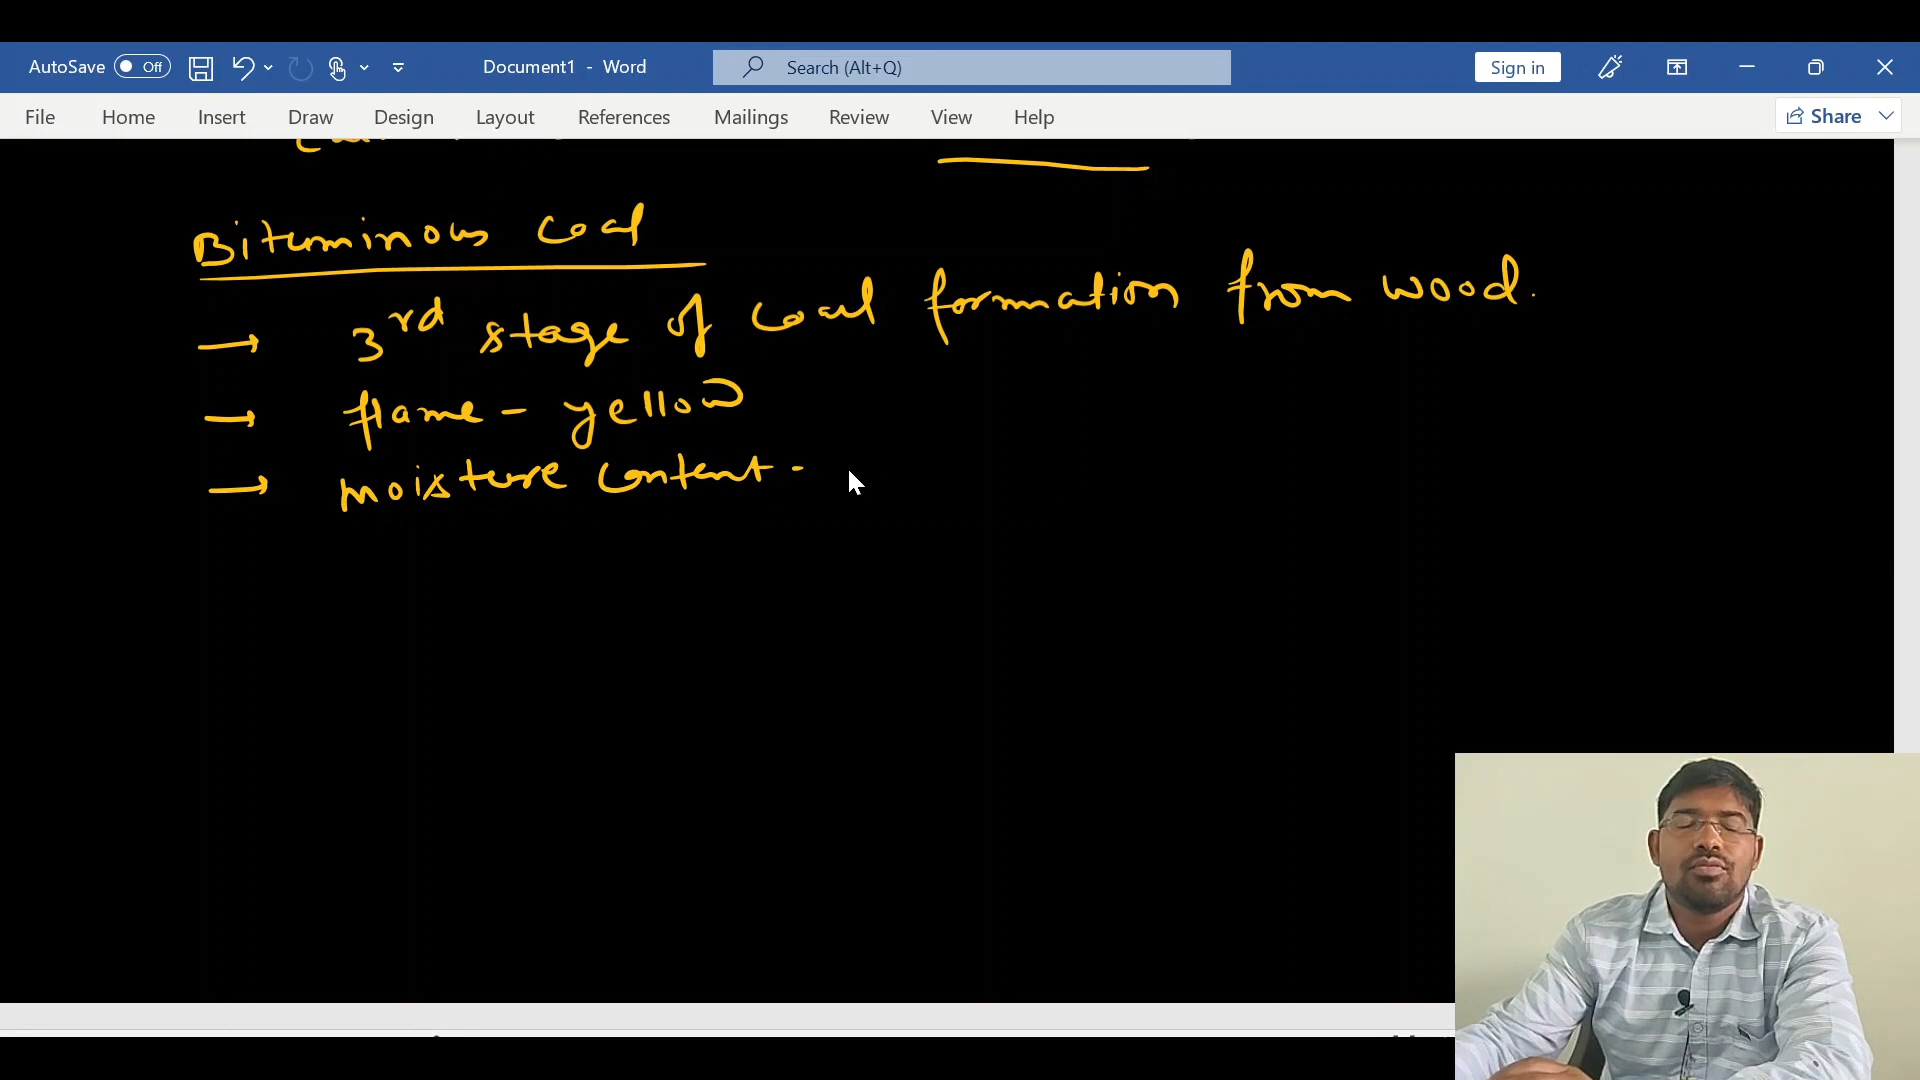 AutoSave Off Document1 - Word Search (Alt+Q) Sign in
File Home Insert Draw Design Layout References Mailings Review View Help Share
Bituminous Coal
→ 3rd stage of coal formation from wood.
→ flame - yellow
→ moisture content -